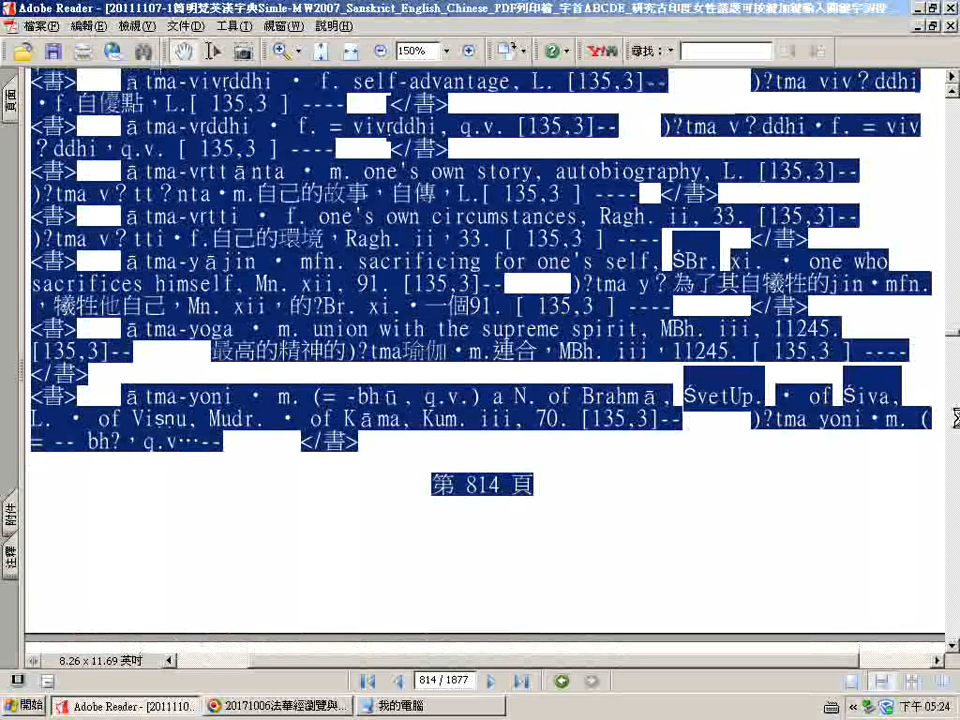 Adobe Reader - [20111107-1簡明梵英漢字典Simle-MW2007_Sanskrit_English_Chinese_PDF列印檔_字首ABCDE_研究古印度女性議題可按
檔案(F) 編輯(E) 檢視(V) 文件(D) 工具(T) 視窗(W) 說明(H)
150% 尋找：
頁面
<書> ātma-vivṛddhi • f. self-advantage, L. [135,3]-- )?tma viv？ddhi
• f.自優點，L.[ 135,3 ] ---- </書>
<書> ātma-vṛddhi • f. = vivṛddhi, q.v. [135,3]-- )?tma v？ddhi • f. = viv
？ddhi，q.v. [ 135,3 ] ---- </書>
<書> ātma-vṛttānta • m. one's own story, autobiography, L. [135,3]--
)?tma v？tt？nta • m.自己的故事，自傳，L.[ 135,3 ] ---- </書>
<書> ātma-vṛtti • f. one's own circumstances, Ragh. ii, 33. [135,3]--
)?tma v？tti • f.自己的環境，Ragh. ii，33. [ 135,3 ] ---- </書>
<書> ātma-yājin • mfn. sacrificing for one's self, ŚBr. xi. • one who
sacrifices himself, Mn. xii, 91. [135,3]-- )?tma y？為了其自犧牲的jin • mfn.
，犧牲他自己，Mn. xii，的?Br. xi. • 一個91. [ 135,3 ] ---- </書>
<書> ātma-yoga • m. union with the supreme spirit, MBh. iii, 11245.
[135,3]-- 最高的精神的)?tma瑜伽 • m.連合，MBh. iii，11245. [ 135,3 ] ----
</書>
<書> ātma-yoni • m. (= -bhū, q.v.) a N. of Brahmā, ŚvetUp. • of Śiva,
L. • of Viṣṇu, Mudr. • of Kāma, Kum. iii, 70. [135,3]-- )?tma yoni • m. (
= -- bh?，q.v…-- </書>
第 814 頁
附件
注釋
8.26 x 11.69 英吋
814 / 1877
開始 Adobe Reader - [2011110... 20171006法華經瀏覽與... 我的電腦 下午 05:24